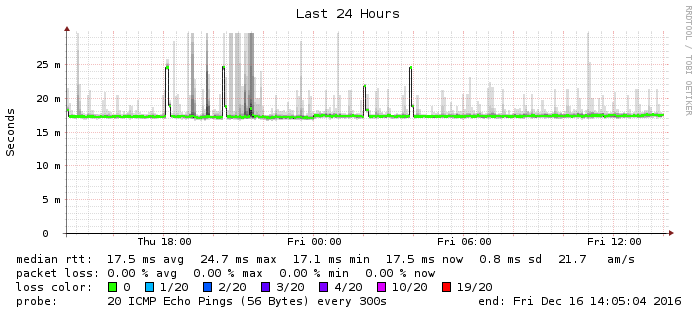 Last 24 Hours
RRDTOOL / TOBI OETIKER
Seconds
25 m
20 m
15 m
10 m
5 m
0
Thu 18:00 Fri 00:00 Fri 06:00 Fri 12:00
median rtt: 17.5 ms avg 24.7 ms max 17.1 ms min 17.5 ms now 0.8 ms sd 21.7 am/s
packet loss: 0.00 % avg 0.00 % max 0.00 % min 0.00 % now
loss color: 0 1/20 2/20 3/20 4/20 10/20 19/20
probe: 20 ICMP Echo Pings (56 Bytes) every 300s end: Fri Dec 16 14:05:04 2016